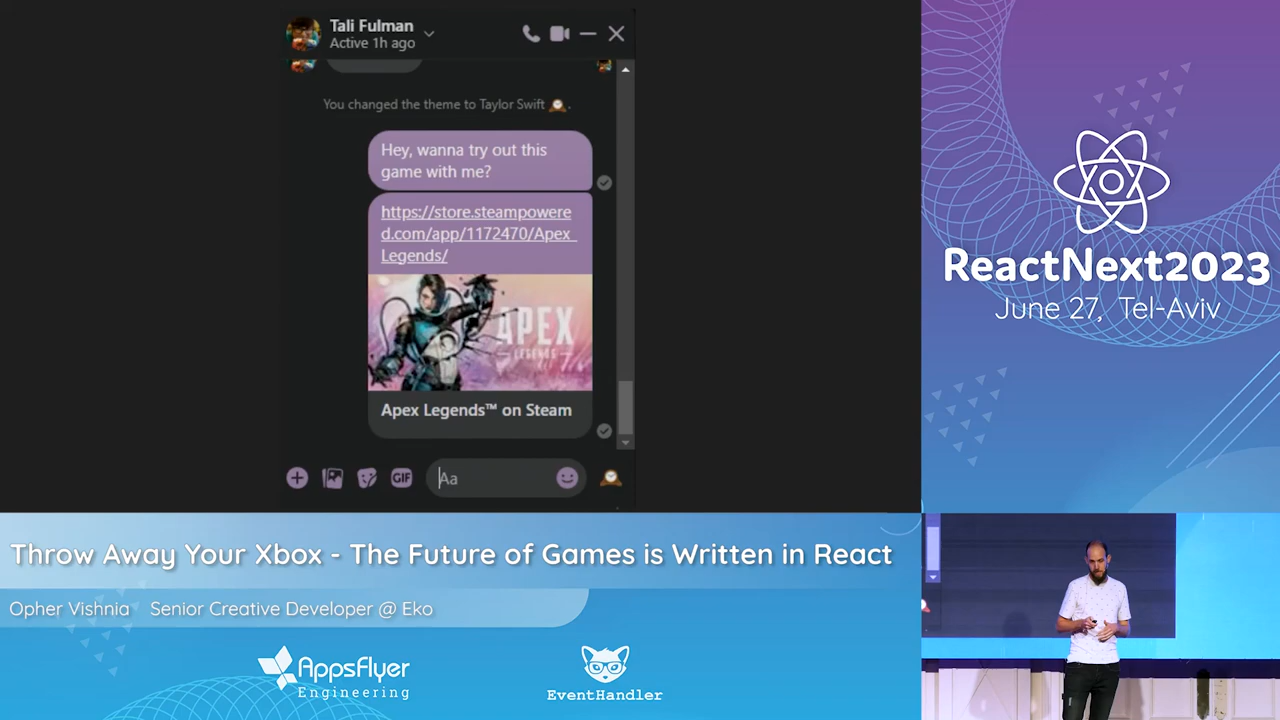 Tali Fulman
Active 1h ago
You changed the theme to Taylor Swift 🕰️.
Hey, wanna try out this
game with me?
https://store.steampowere
d.com/app/1172470/Apex_
Legends/
APEX
LEGENDS
Apex Legends™ on Steam
GIF
Aa
ReactNext2023
June 27, Tel-Aviv
Throw Away Your Xbox - The Future of Games is Written in React
Opher Vishnia Senior Creative Developer @ Eko
AppsFlyer
Engineering
EventHandler